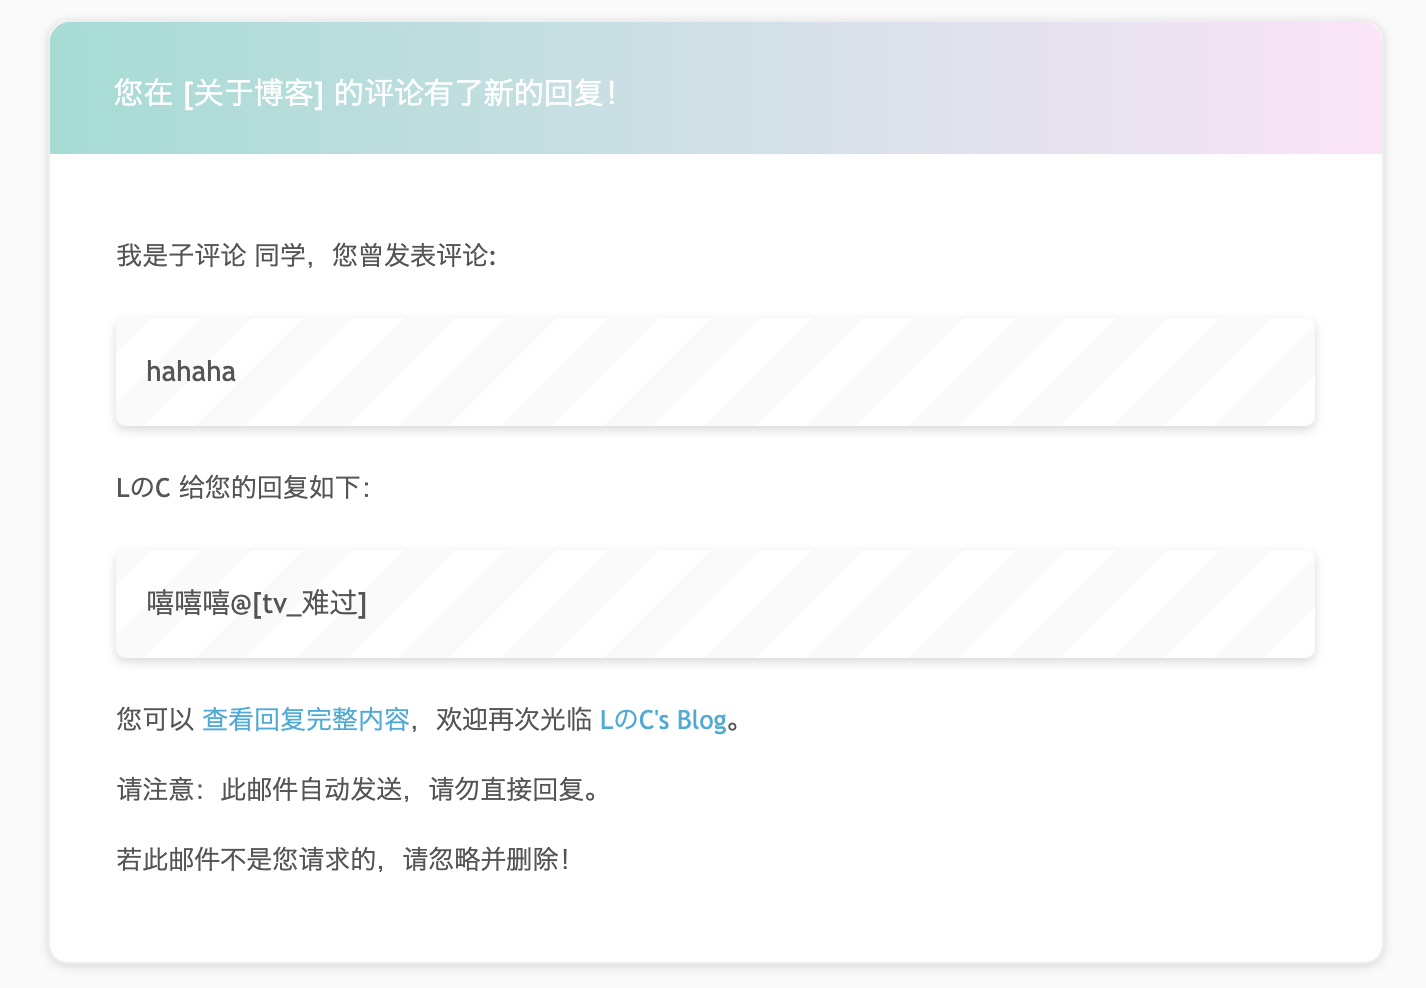 您在 [关于博客] 的评论有了新的回复！
我是子评论 同学，您曾发表评论:
hahaha
LのC 给您的回复如下：
嘻嘻嘻@[tv_难过]
您可以 查看回复完整内容，欢迎再次光临 LのC's Blog。
请注意：此邮件自动发送，请勿直接回复。
若此邮件不是您请求的，请忽略并删除！